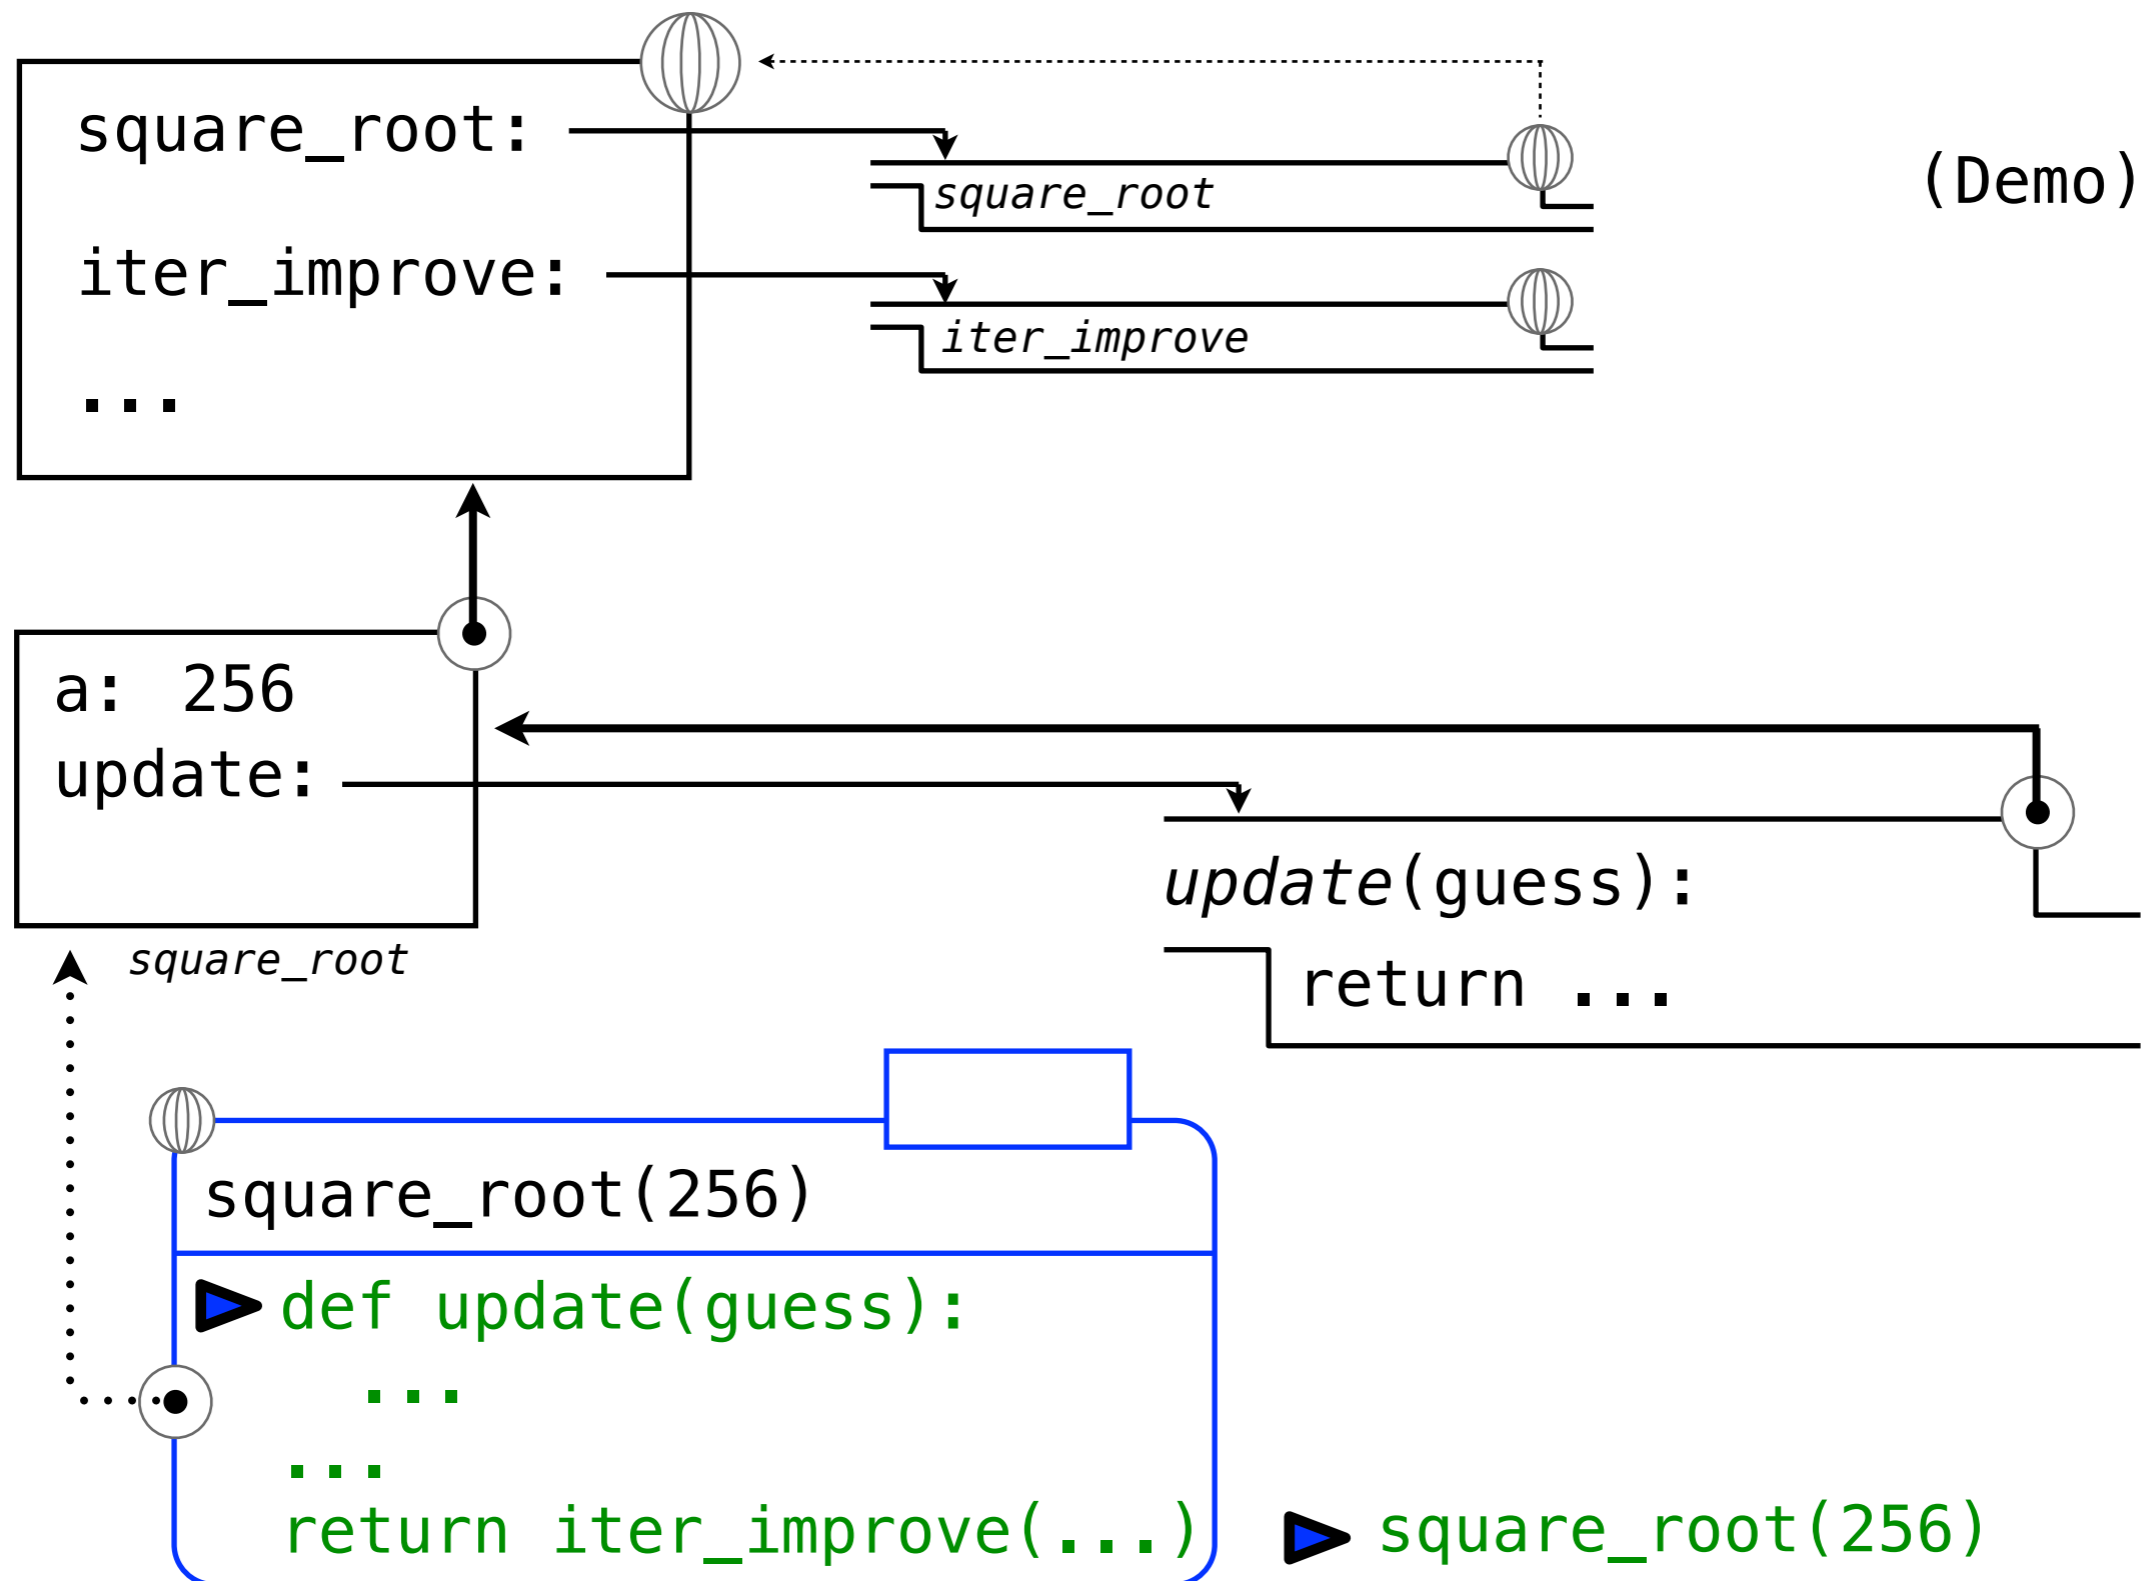 square_root:
square_root
(Demo)
iter_improve:
iter_improve
...
a: 256
update:
update(guess):
return ...
square_root
square_root(256)
def update(guess):
...
...
return iter_improve(...)
square_root(256)